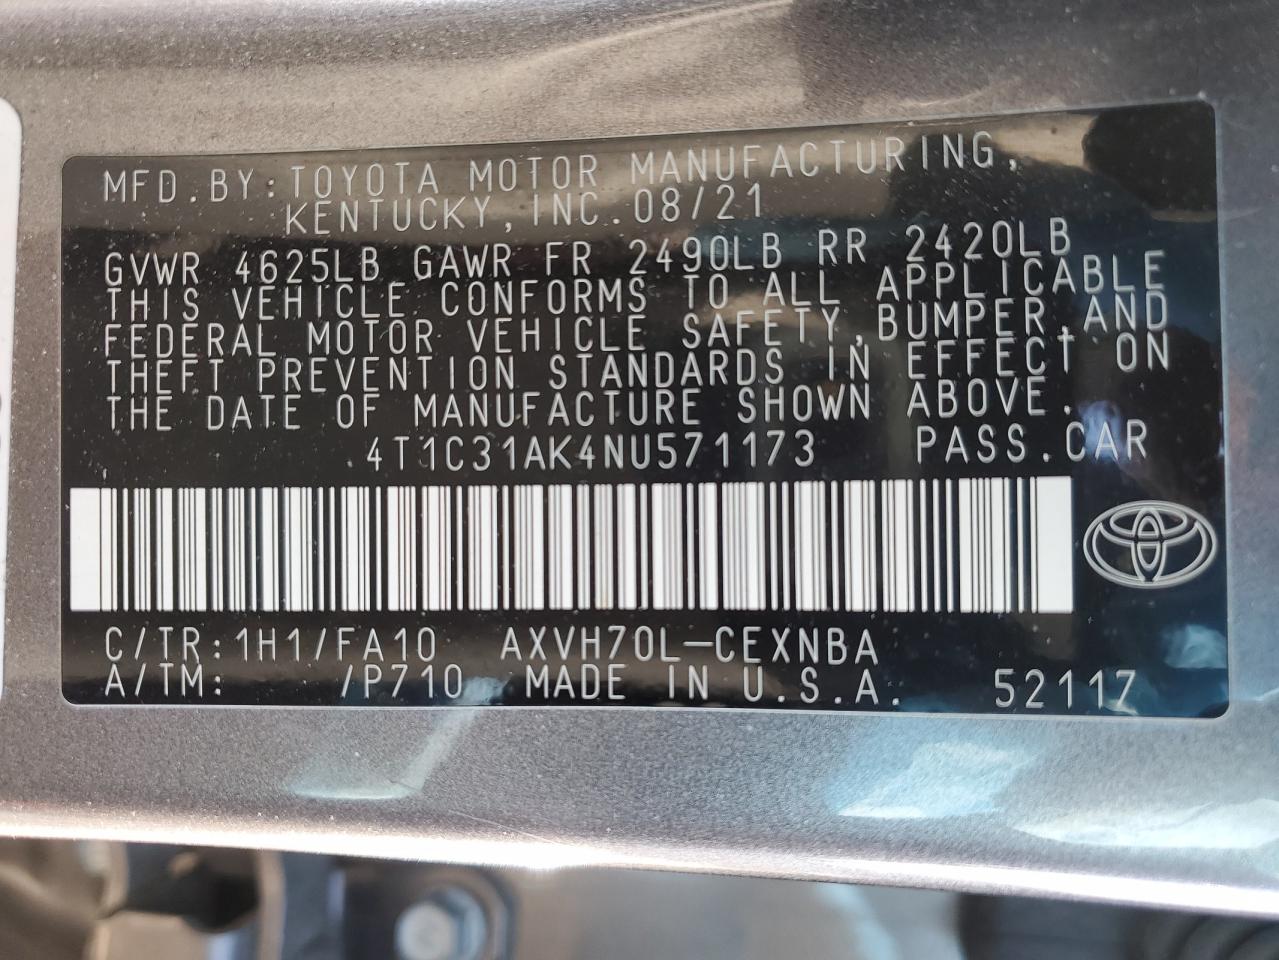 MFD.BY:TOYOTA MOTOR MANUFACTURING,
KENTUCKY,INC.08/21
GVWR 4625LB GAWR FR 2490LB RR 2420LB
THIS VEHICLE CONFORMS TO ALL APPLICABLE
FEDERAL MOTOR VEHICLE SAFETY,BUMPER,AND
THEFT PREVENTION STANDARDS IN EFFECT ON
THE DATE OF MANUFACTURE SHOWN ABOVE.
4T1C31AK4NU571173 PASS.CAR
C/TR:1H1/FA10 AXVH70L-CEXNBA
A/TM: /P710 MADE IN U.S.A. 52117